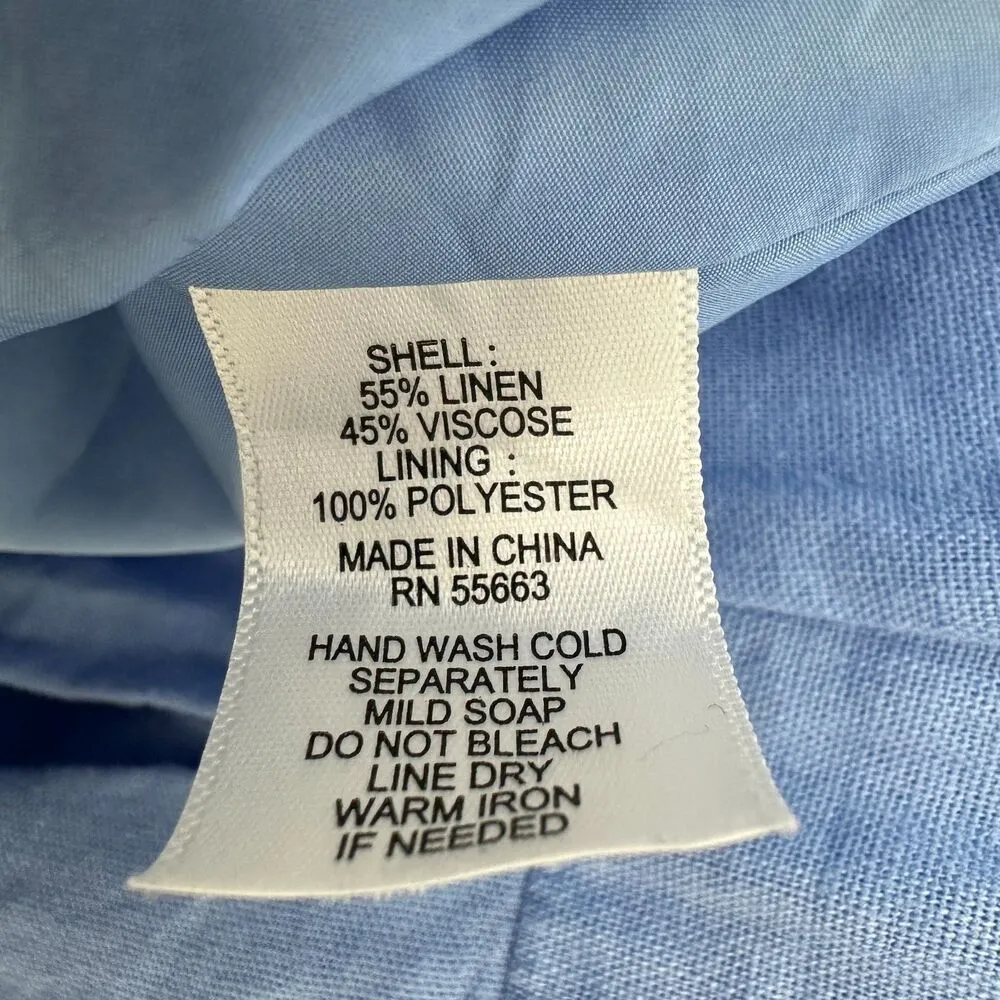 SHELL :
55% LINEN
45% VISCOSE
LINING :
100% POLYESTER
MADE IN CHINA
RN 55663
HAND WASH COLD
SEPARATELY
MILD SOAP
DO NOT BLEACH
LINE DRY
WARM IRON
IF NEEDED